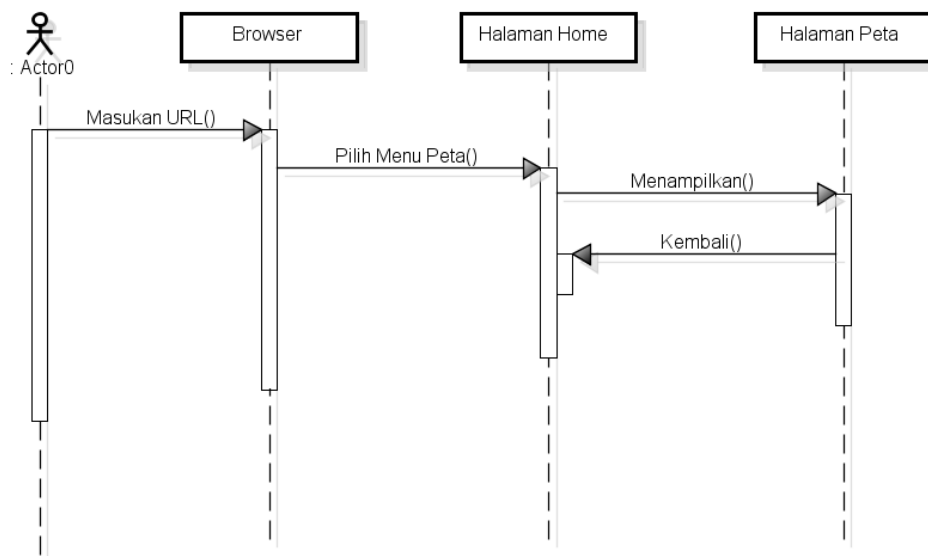 Browser
Halaman Home
Halaman Peta
: Actor0
Masukan URL()
Pilih Menu Peta()
Menampilkan()
Kembali()